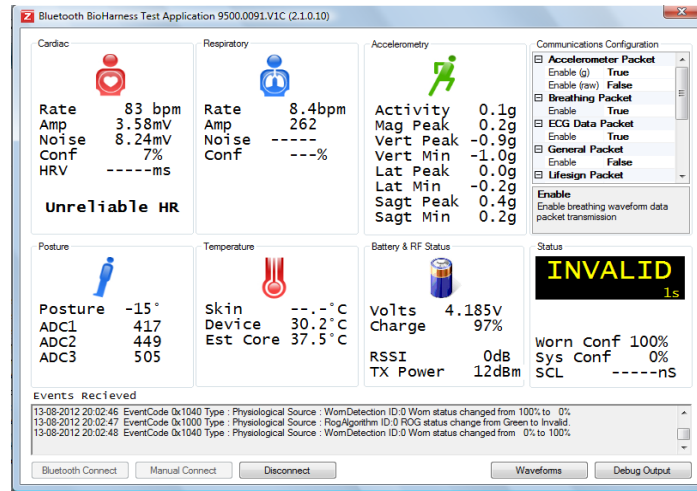 Z Bluetooth BioHarness Test Application 9500.0091.V1C (2.1.0.10)
Cardiac
Rate 83 bpm
Amp 3.58mV
Noise 8.24mV
Conf 7%
HRV -----ms
Unreliable HR
Respiratory
Rate 8.4bpm
Amp 262
Noise -----
Conf ---%
Accelerometry
Activity 0.1g
Mag Peak 0.2g
Vert Peak -0.9g
Vert Min -1.0g
Lat Peak 0.0g
Lat Min -0.2g
Sagt Peak 0.4g
Sagt Min 0.2g
Communications Configuration
Accelerometer Packet
Enable (g) True
Enable (raw) False
Breathing Packet
Enable True
ECG Data Packet
Enable True
General Packet
Enable False
Lifesign Packet
Enable
Enable breathing waveform data
packet transmission
Posture
Posture -15°
ADC1 417
ADC2 449
ADC3 505
Temperature
Skin --.-°C
Device 30.2°C
Est Core 37.5°C
Battery & RF Status
Volts 4.185V
Charge 97%
RSSI 0dB
TX Power 12dBm
Status
INVALID
1s
Worn Conf 100%
Sys Conf 0%
SCL -----nS
Events Recieved
13-08-2012 20:02:46 EventCode 0x1040 Type : Physiological Source : WornDetection ID:0 Worn status changed from 100% to 0%
13-08-2012 20:02:47 EventCode 0x1000 Type : Physiological Source : RogAlgorithm ID:0 ROG status change from Green to Invalid.
13-08-2012 20:02:48 EventCode 0x1040 Type : Physiological Source : WornDetection ID:0 Worn status changed from 0% to 100%
Bluetooth Connect
Manual Connect
Disconnect
Waveforms
Debug Output